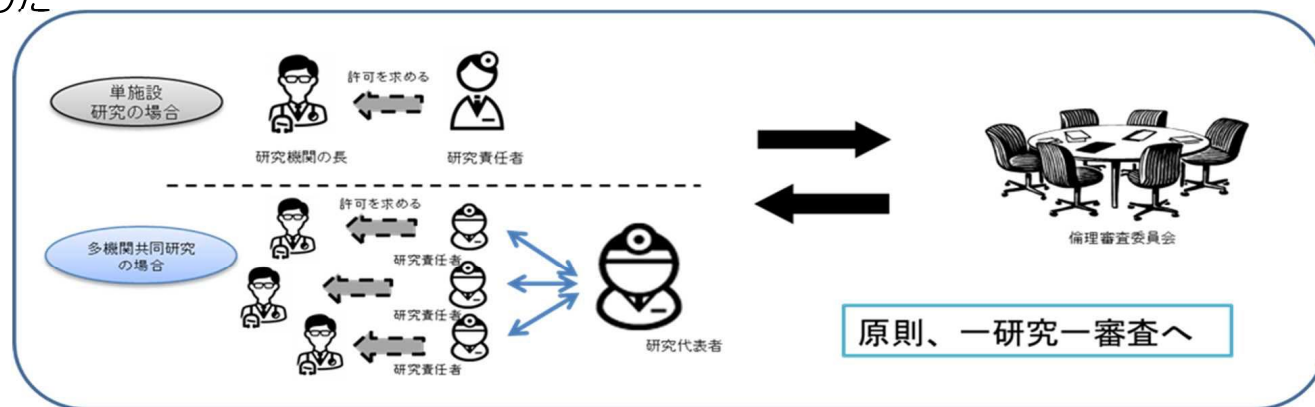 単施設
研究の場合
許可を求める
研究機関の長
研究責任者
多機関共同研究
の場合
許可を求める
研究責任者
研究責任者
研究責任者
研究代表者
倫理審査委員会
原則、一研究一審査へ